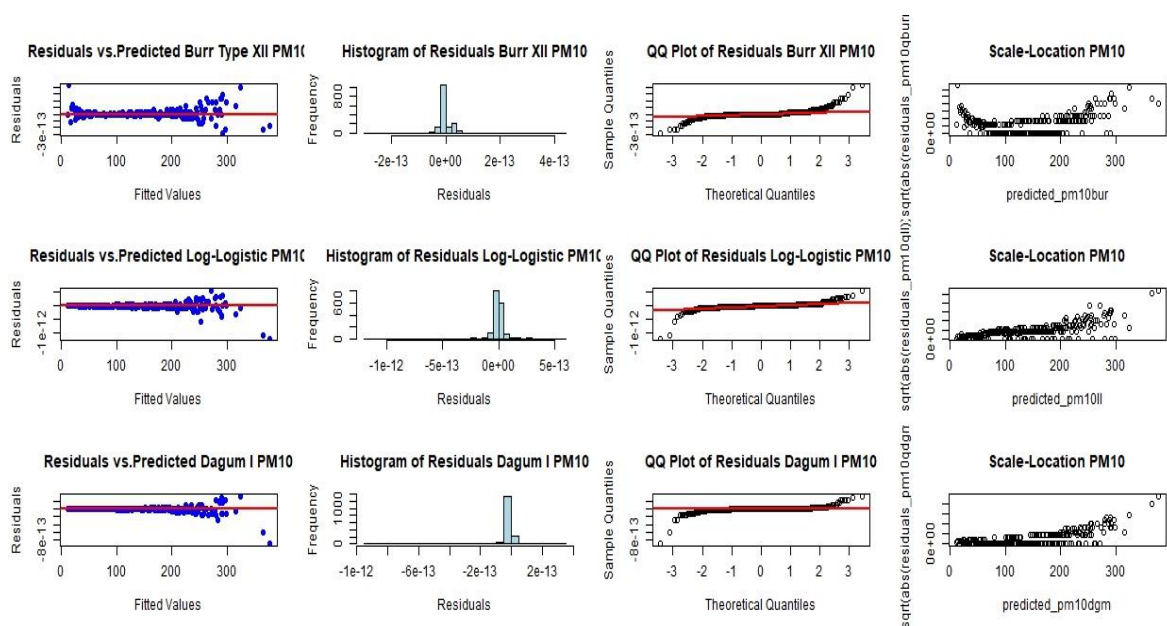 Residuals vs.Predicted Burr Type XII PM10
Residuals
-3e-13
0 100 200 300
Fitted Values
Histogram of Residuals Burr XII PM10
Frequency
0 800
-2e-13 0e+00 2e-13 4e-13
Residuals
QQ Plot of Residuals Burr XII PM10
Sample Quantiles
-3e-13
-3 -2 -1 0 1 2 3
Theoretical Quantiles
Scale-Location PM10
sqrt(abs(residuals_pm10qburr
0e+00
0 100 200 300
predicted_pm10bur
Residuals vs.Predicted Log-Logistic PM10
Residuals
-1e-12
0 100 200 300
Fitted Values
Histogram of Residuals Log-Logistic PM10
Frequency
0 600
-1e-12 -5e-13 0e+00 5e-13
Residuals
QQ Plot of Residuals Log-Logistic PM10
Sample Quantiles
-1e-12
-3 -2 -1 0 1 2 3
Theoretical Quantiles
Scale-Location PM10
sqrt(abs(residuals_pm10qll)):
0e+00
0 100 200 300
predicted_pm10ll
Residuals vs.Predicted Dagum I PM10
Residuals
-8e-13
0 100 200 300
Fitted Values
Histogram of Residuals Dagum I PM10
Frequency
0 1000
-1e-12 -6e-13 -2e-13 2e-13
Residuals
QQ Plot of Residuals Dagum I PM10
Sample Quantiles
-8e-13
-3 -2 -1 0 1 2 3
Theoretical Quantiles
Scale-Location PM10
sqrt(abs(residuals_pm10qdgn
0e+00
0 100 200 300
predicted_pm10dgm